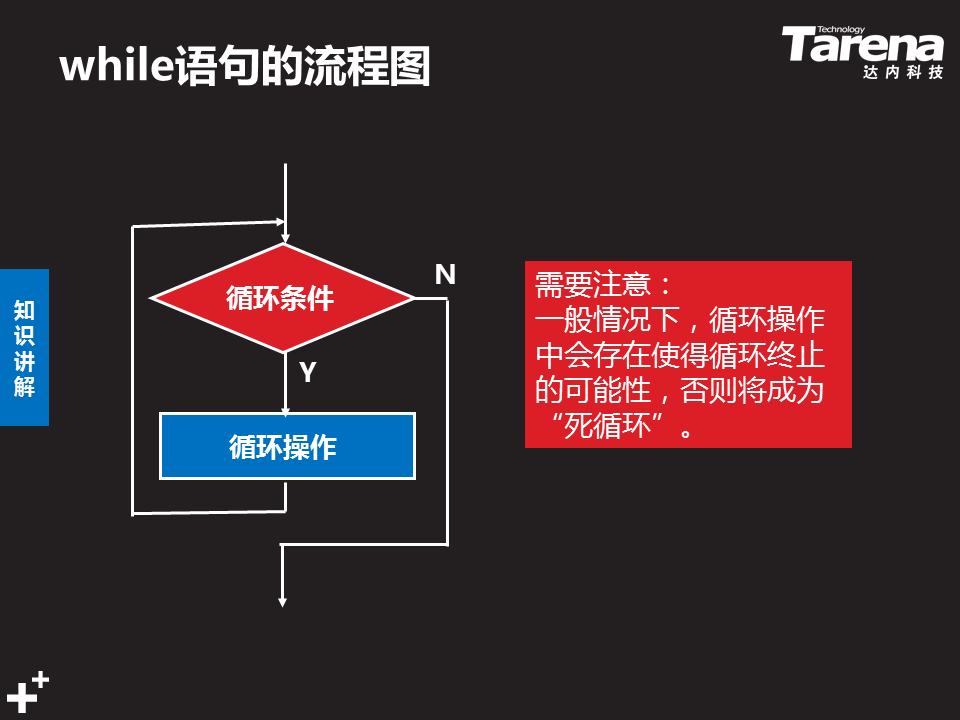 while语句的流程图
Technology
Tarena
达内科技
知
识
讲
解
循环条件
N
Y
循环操作
需要注意：
一般情况下，循环操作
中会存在使得循环终止
的可能性，否则将成为
“死循环”。